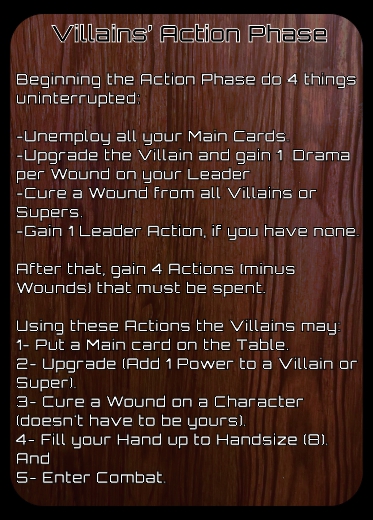 Villains' Action Phase
Beginning the Action Phase do 4 things
uninterrupted:
-Unemploy all your Main Cards
-Upgrade the Villain and gain 1 Drama
per Wound on your Leader
-Cure a Wound from all Villains or
Supers.
-Gain 1 Leader Action, if you have none.
After that, gain 4 Actions (minus
Wounds) that must be spent.
Using these Actions the Villains may:
1- Put a Main card on the Table.
2- Upgrade (Add 1 Power to a Villain or
Super).
3- Cure a Wound on a Character
(doesn't have to be yours).
4- Fill your Hand up to Handsize (8).
And
5- Enter Combat.